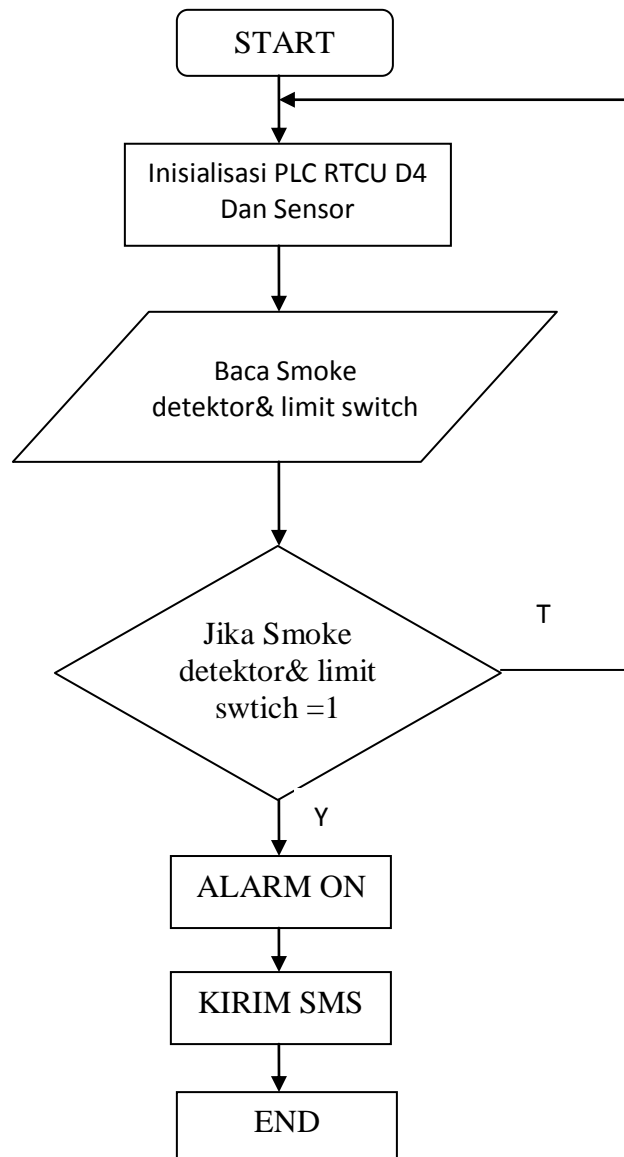 START
Inisialisasi PLC RTCU D4
Dan Sensor
Baca Smoke
detektor& limit switch
Jika Smoke
detektor& limit
swtich =1
T
Y
ALARM ON
KIRIM SMS
END